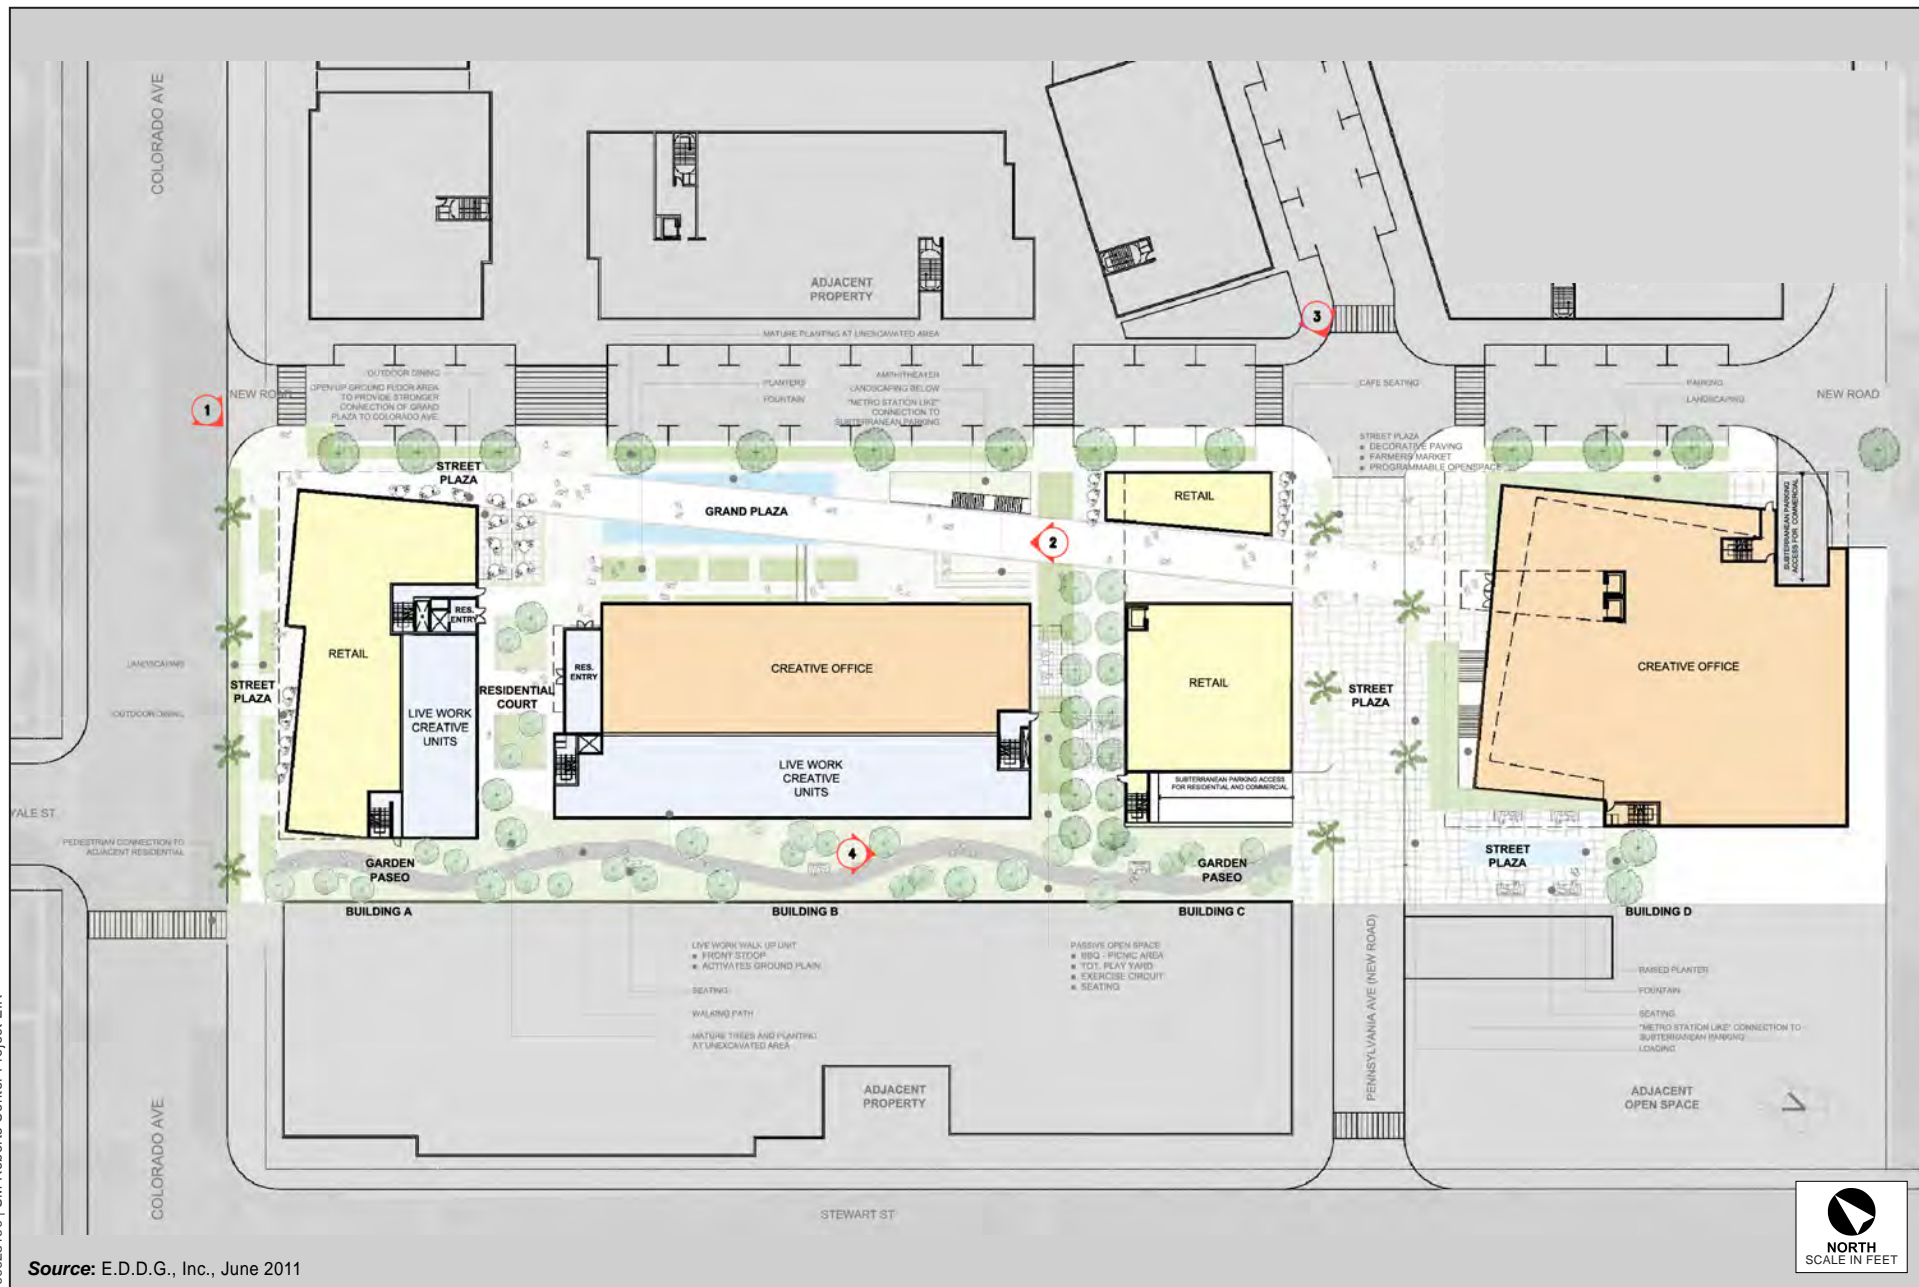 COLORADO AVE
ADJACENT
PROPERTY
MATURE PLANTING AT UNEXCAVATED AREA
3
1
NEW ROAD
OUTDOOR DINING
OPEN UP GROUND FLOOR AREA
TO PROVIDE STRONGER
CONNECTION OF GRAND
PLAZA TO COLORADO AVE.
PLANTERS
FOUNTAIN
AMPHITHEATER
LANDSCAPING BELOW
"METRO STATION LIKE"
CONNECTION TO
SUBTERRANEAN PARKING
CAFE SEATING
PARKING
LANDSCAPING
NEW ROAD
STREET PLAZA
DECORATIVE PAVING
FARMERS MARKET
PROGRAMMABLE OPENSPACE
STREET
PLAZA
GRAND PLAZA
2
RETAIL
SUBTERRANEAN PARKING
ACCESS FOR COMMERCIAL
RES.
ENTRY
RETAIL
LIVE WORK
CREATIVE
UNITS
RESIDENTIAL
COURT
RES.
ENTRY
CREATIVE OFFICE
LIVE WORK
CREATIVE
UNITS
RETAIL
SUBTERRANEAN PARKING ACCESS
FOR RESIDENTIAL AND COMMERCIAL
STREET
PLAZA
CREATIVE OFFICE
LANDSCAPING
STREET
PLAZA
OUTDOOR DINING
YALE ST
PEDESTRIAN CONNECTION TO
ADJACENT RESIDENTIAL
GARDEN
PASEO
4
GARDEN
PASEO
STREET
PLAZA
BUILDING A
BUILDING B
BUILDING C
BUILDING D
LIVE WORK WALK UP UNIT
FRONT STOOP
ACTIVATES GROUND PLAIN
SEATING
WALKING PATH
MATURE TREES AND PLANTING
AT UNEXCAVATED AREA
PASSIVE OPEN SPACE
BBQ - PICNIC AREA
TOT. PLAY YARD
EXERCISE CIRCUIT
SEATING
PENNSYLVANIA AVE (NEW ROAD)
RAISED PLANTER
FOUNTAIN
SEATING
"METRO STATION LIKE" CONNECTION TO
SUBTERRANEAN PARKING
LOADING
ADJACENT
PROPERTY
ADJACENT
OPEN SPACE
COLORADO AVE
STEWART ST
NORTH
SCALE IN FEET
Source: E.D.D.G., Inc., June 2011